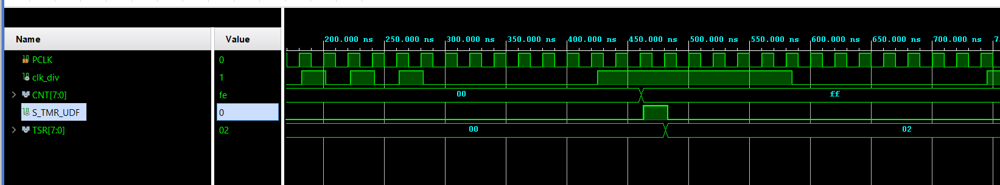 Name Value
200.000 ns 250.000 ns 300.000 ns 350.000 ns 400.000 ns 450.000 ns 500.000 ns 550.000 ns 600.000 ns 650.000 ns 700.000 ns
PCLK 0
clk_div 1
CNT[7:0] fe 00 ff
S_TMR_UDF 0
TSR[7:0] 02 00 02